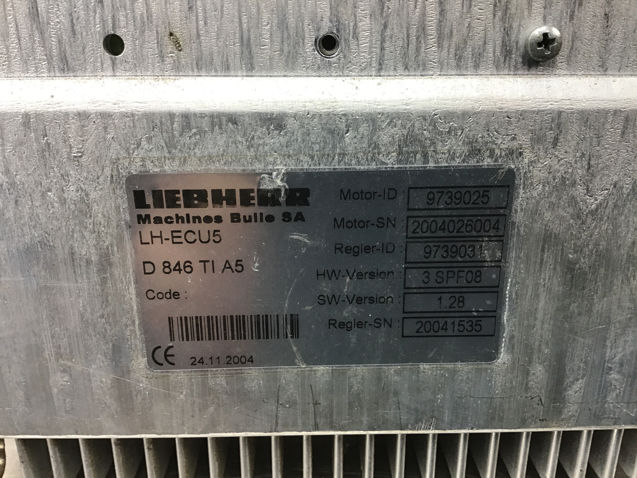 LIEBHERR
Machines Bulle SA
LH-ECU5
D 846 TI A5
Code :
24.11.2004
Motor-ID 9739025
Motor-SN 2004026004
Regler-ID : 9739031
HW-Version : 3 SPF08
SW-Version : 1.28
Regler-SN : 20041535
CE